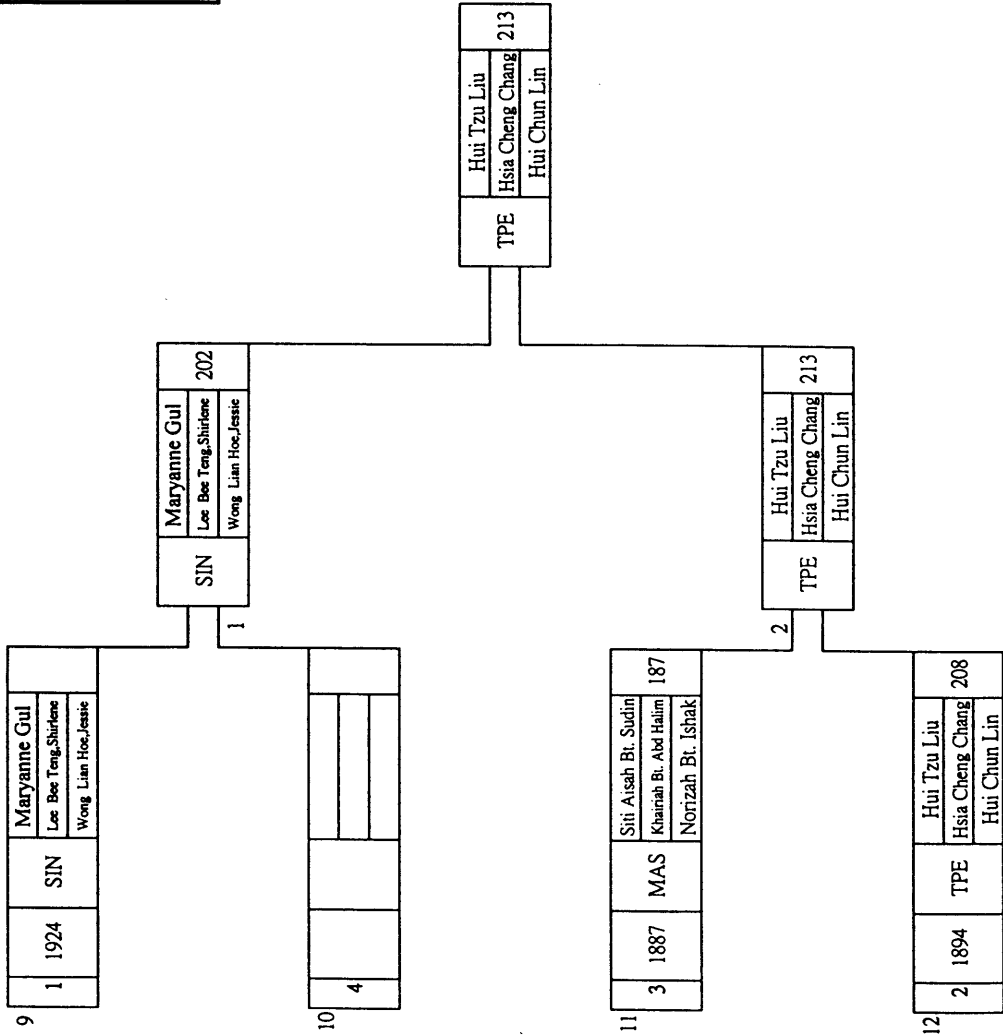 9
1
1924
SIN
Maryanne Gul
Lee Bee Teng,Shirlene
Wong Lian Hoe,Jessie
10
4
11
3
1887
MAS
Siti Aisah Bt. Sudin
Khairiah Bt. Abd Halim
Norizah Bt. Ishak
187
12
2
1894
TPE
Hui Tzu Liu
Hsia Cheng Chang
Hui Chun Lin
208
1
SIN
Maryanne Gul
Lee Bee Teng,Shirlene
Wong Lian Hoe,Jessie
202
2
TPE
Hui Tzu Liu
Hsia Cheng Chang
Hui Chun Lin
213
TPE
Hui Tzu Liu
Hsia Cheng Chang
Hui Chun Lin
213